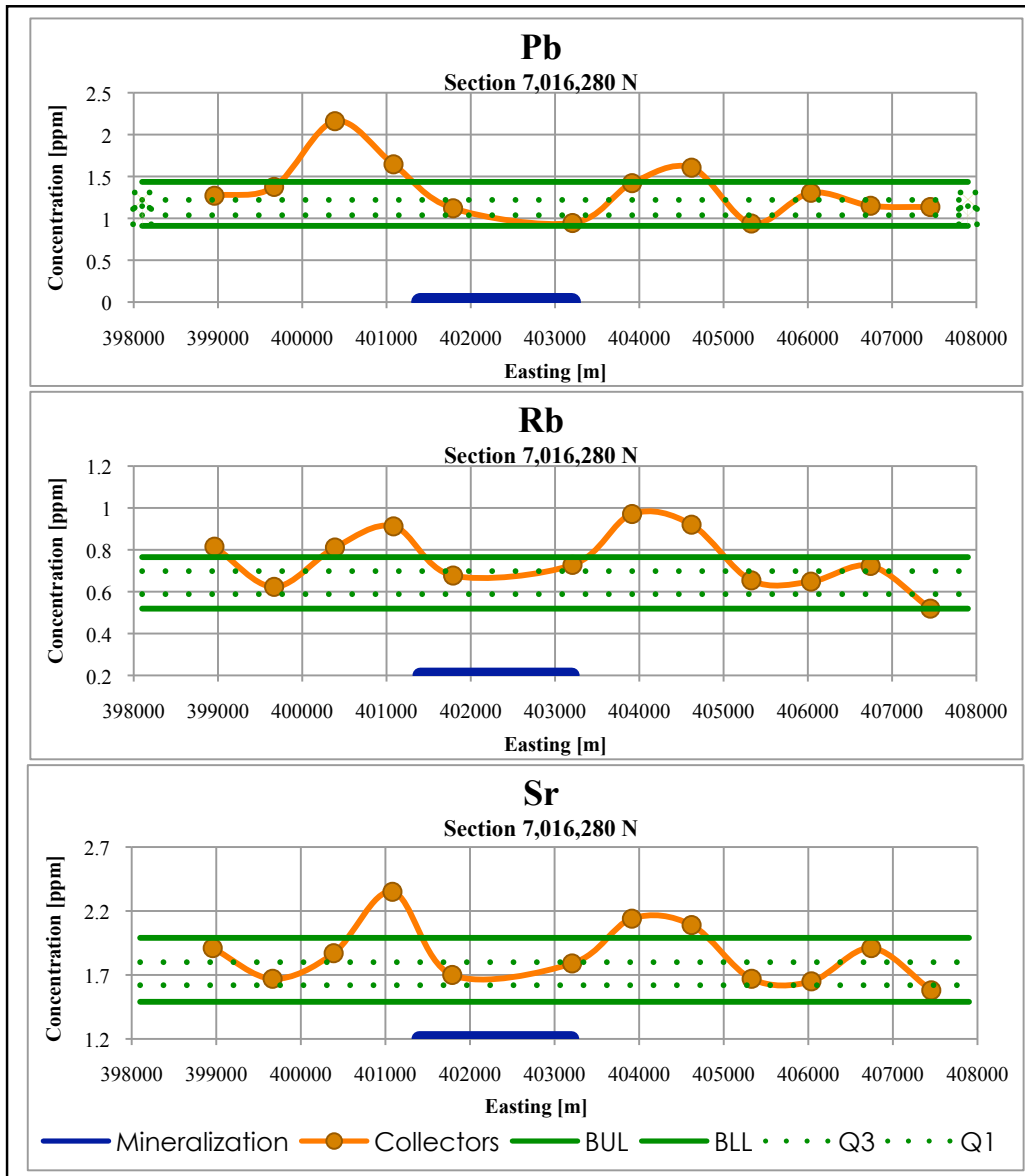 Pb
Section 7,016,280 N
Concentration [ppm]
2.5
2
1.5
1
0.5
0
398000 399000 400000 401000 402000 403000 404000 405000 406000 407000 408000
Easting [m]
Rb
Section 7,016,280 N
Concentration [ppm]
1.2
1
0.8
0.6
0.4
0.2
398000 399000 400000 401000 402000 403000 404000 405000 406000 407000 408000
Easting [m]
Sr
Section 7,016,280 N
Concentration [ppm]
2.7
2.2
1.7
1.2
398000 399000 400000 401000 402000 403000 404000 405000 406000 407000 408000
Easting [m]
Mineralization Collectors BUL BLL Q3 Q1